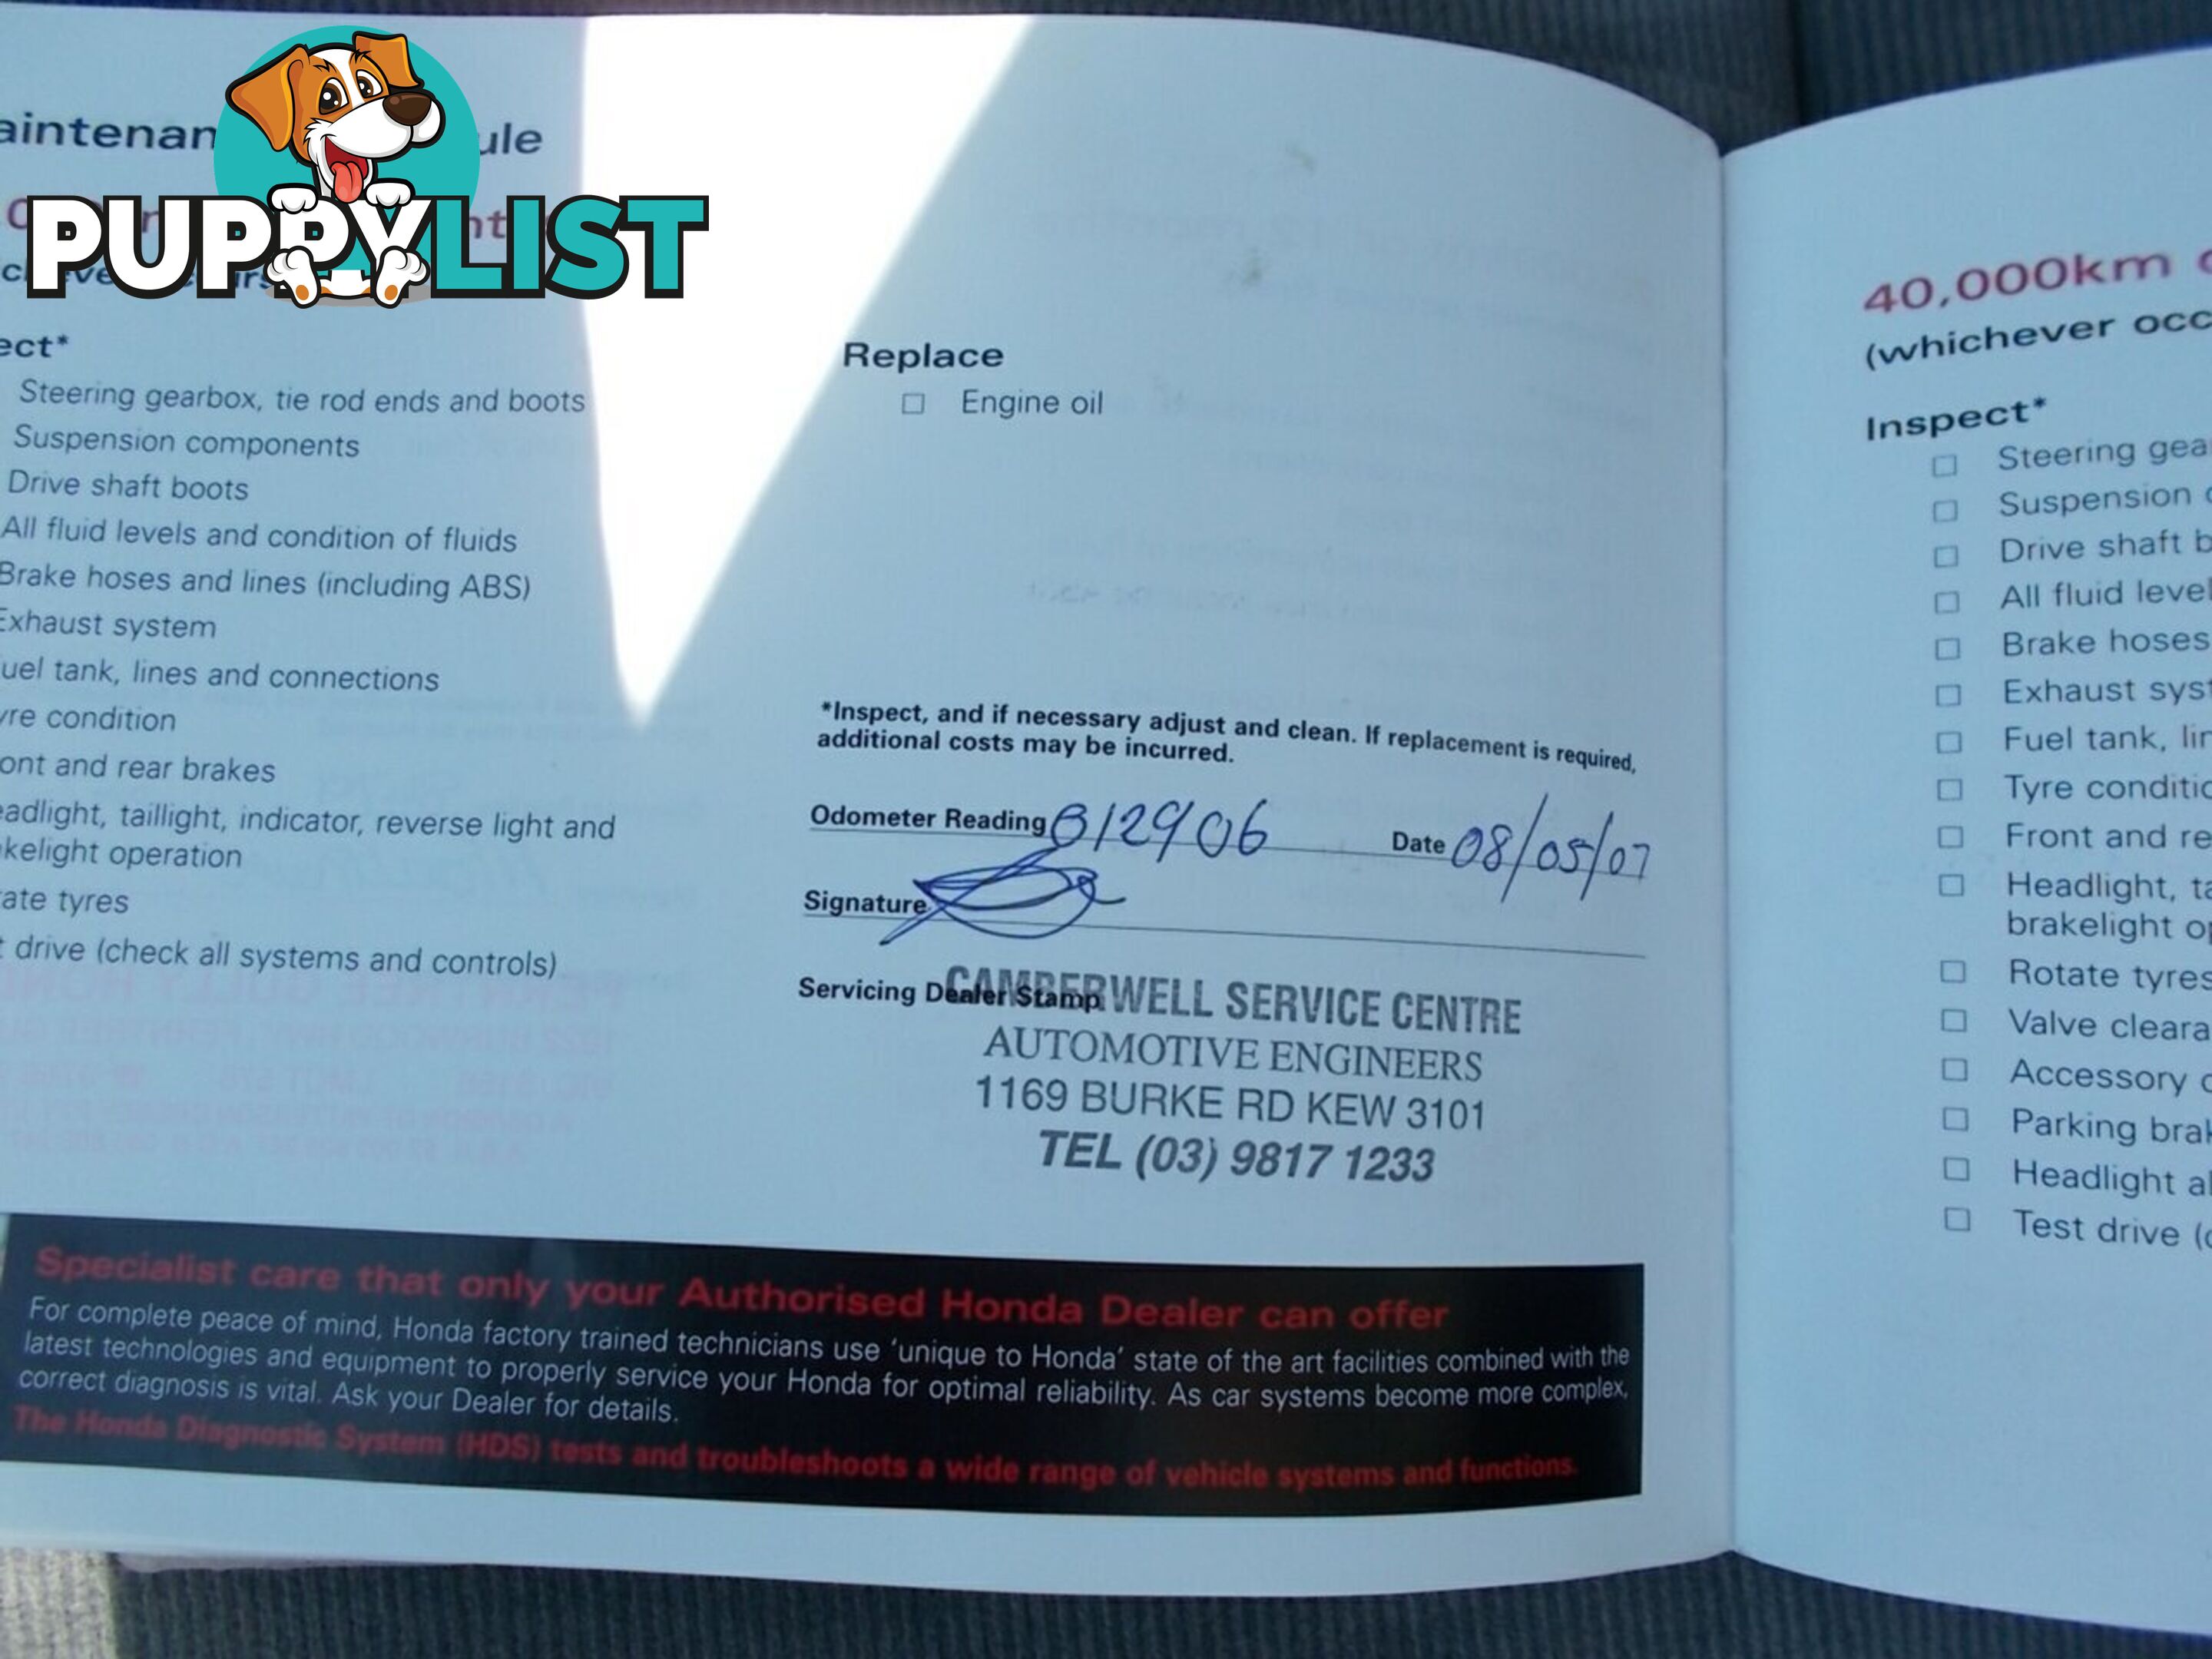 aintenan ule
PUPPYLIST
ect*
Steering gearbox, tie rod ends and boots
Suspension components
Drive shaft boots
All fluid levels and condition of fluids
Brake hoses and lines (including ABS)
Exhaust system
uel tank, lines and connections
yre condition
ont and rear brakes
eadlight, taillight, indicator, reverse light and
kelight operation
ate tyres
t drive (check all systems and controls)
Replace
Engine oil
*Inspect, and if necessary adjust and clean. If replacement is required,
additional costs may be incurred.
Odometer Reading Date 08/05/07
Signature
Servicing Dealer Stamp
CAMBERWELL SERVICE CENTRE
AUTOMOTIVE ENGINEERS
1169 BURKE RD KEW 3101
TEL (03) 9817 1233
Specialist care that only your Authorised Honda Dealer can offer
For complete peace of mind, Honda factory trained technicians use ‘unique to Honda’ state of the art facilities combined with the
latest technologies and equipment to properly service your Honda for optimal reliability. As car systems become more complex,
correct diagnosis is vital. Ask your Dealer for details.
The Honda Diagnostic System (HDS) tests and troubleshoots a wide range of vehicle systems and functions.
40,000km
(whichever occ
Inspect*
Steering gea
Suspension
Drive shaft b
All fluid level
Brake hoses
Exhaust syst
Fuel tank, lin
Tyre conditio
Front and re
Headlight, ta
brakelight op
Rotate tyres
Valve cleara
Accessory
Parking brak
Headlight al
Test drive (c